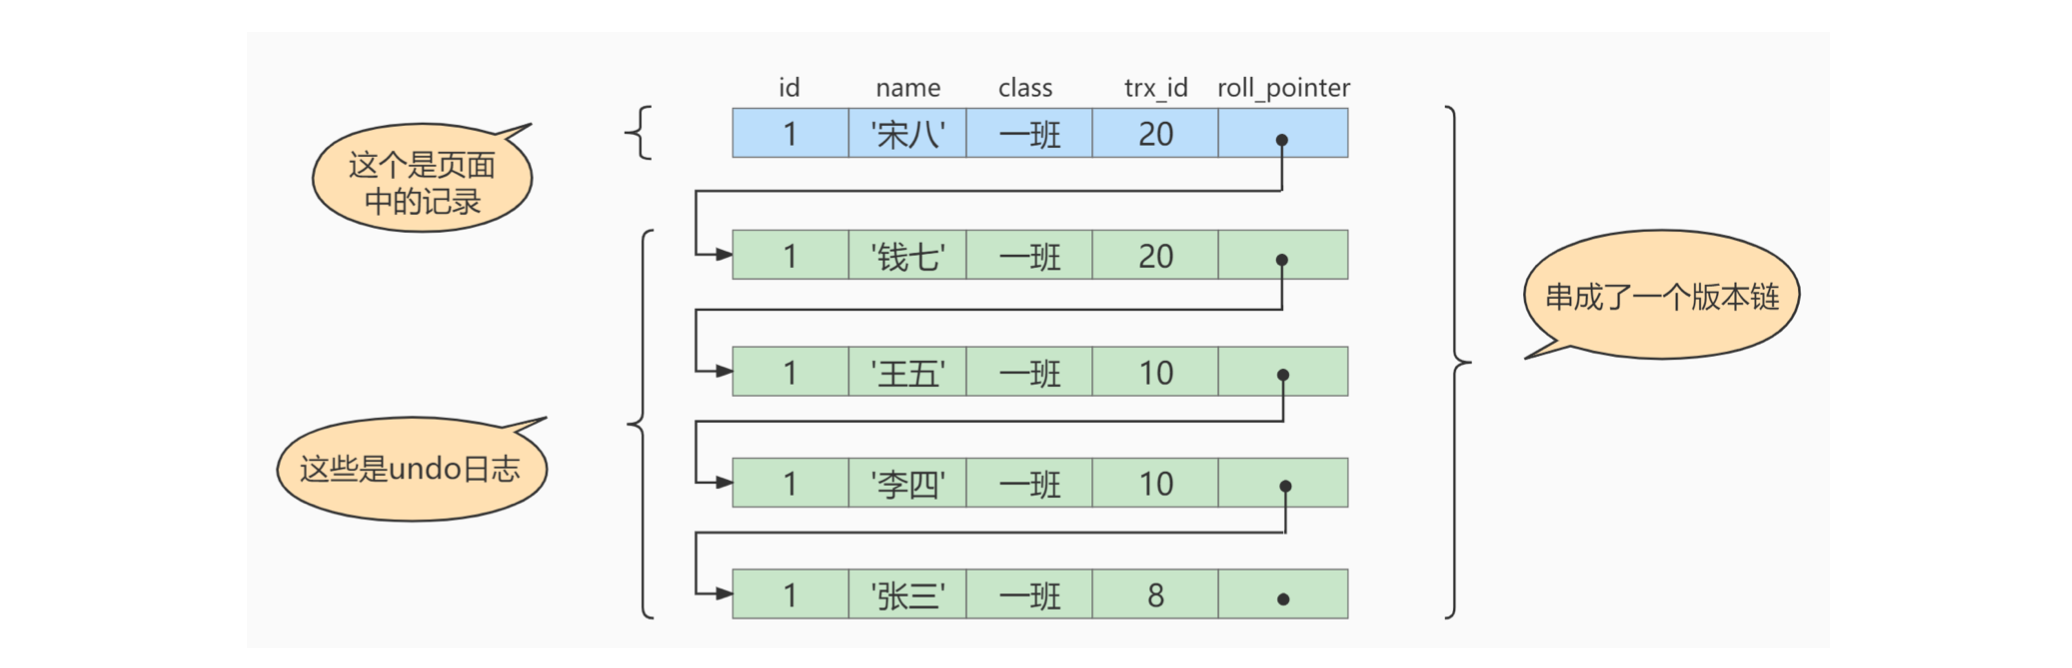 id name class trx_id roll_pointer
1 '宋八' 一班 20
这个是页面
中的记录
1 '钱七' 一班 20
串成了一个版本链
1 '王五' 一班 10
这些是undo日志
1 '李四' 一班 10
1 '张三' 一班 8